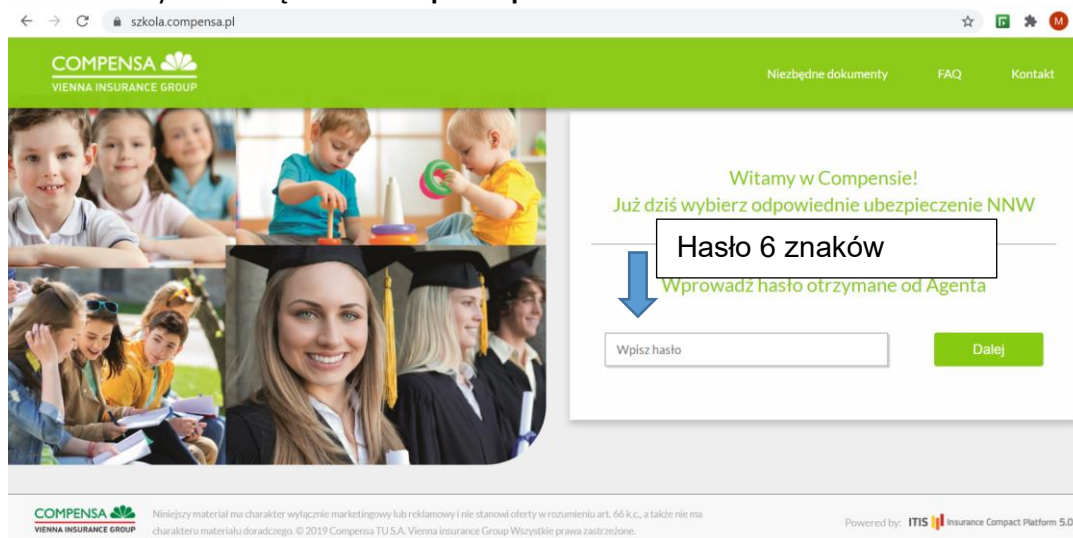 szkola.compensa.pl
M
COMPENSA
VIENNA INSURANCE GROUP
Niezbędne dokumenty FAQ Kontakt
Witamy w Compensie!
Już dziś wybierz odpowiednie ubezpieczenie NNW
Hasło 6 znaków
Wprowadź hasło otrzymane od Agenta
Wpisz hasło
Dalej
COMPENSA
VIENNA INSURANCE GROUP
Niniejszy materiał ma charakter wyłącznie marketingowy lub reklamowy i nie stanowi oferty w rozumieniu art. 66 k.c., a także nie ma
charakteru materiału doradczego. © 2019 Compensa TU S.A. Vienna insurance Group Wszystkie prawa zastrzeżone.
Powered by: ITIS Insurance Compact Platform 5.0